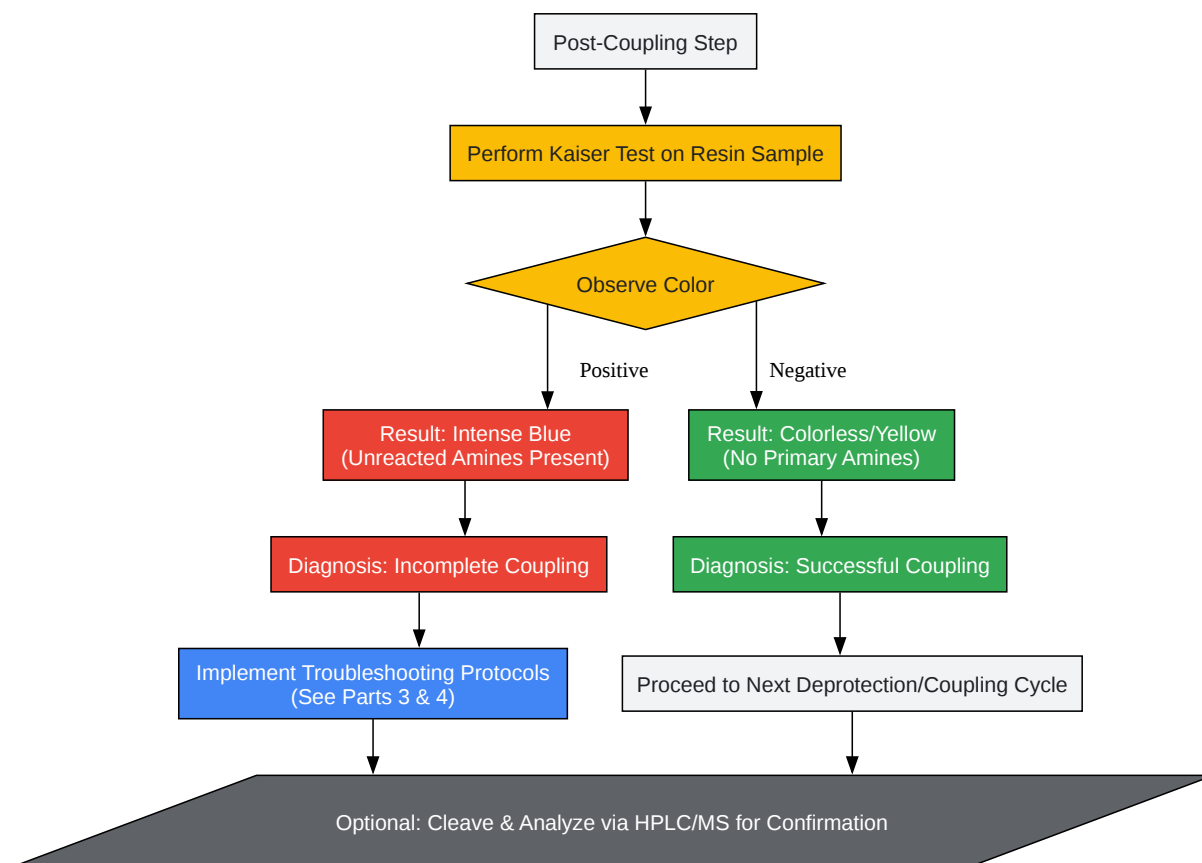 Post-Coupling Step
Perform Kaiser Test on Resin Sample
Observe Color
Positive
Negative
Result: Intense Blue
(Unreacted Amines Present)
Result: Colorless/Yellow
(No Primary Amines)
Diagnosis: Incomplete Coupling
Diagnosis: Successful Coupling
Implement Troubleshooting Protocols
(See Parts 3 & 4)
Proceed to Next Deprotection/Coupling Cycle
Optional: Cleave & Analyze via HPLC/MS for Confirmation